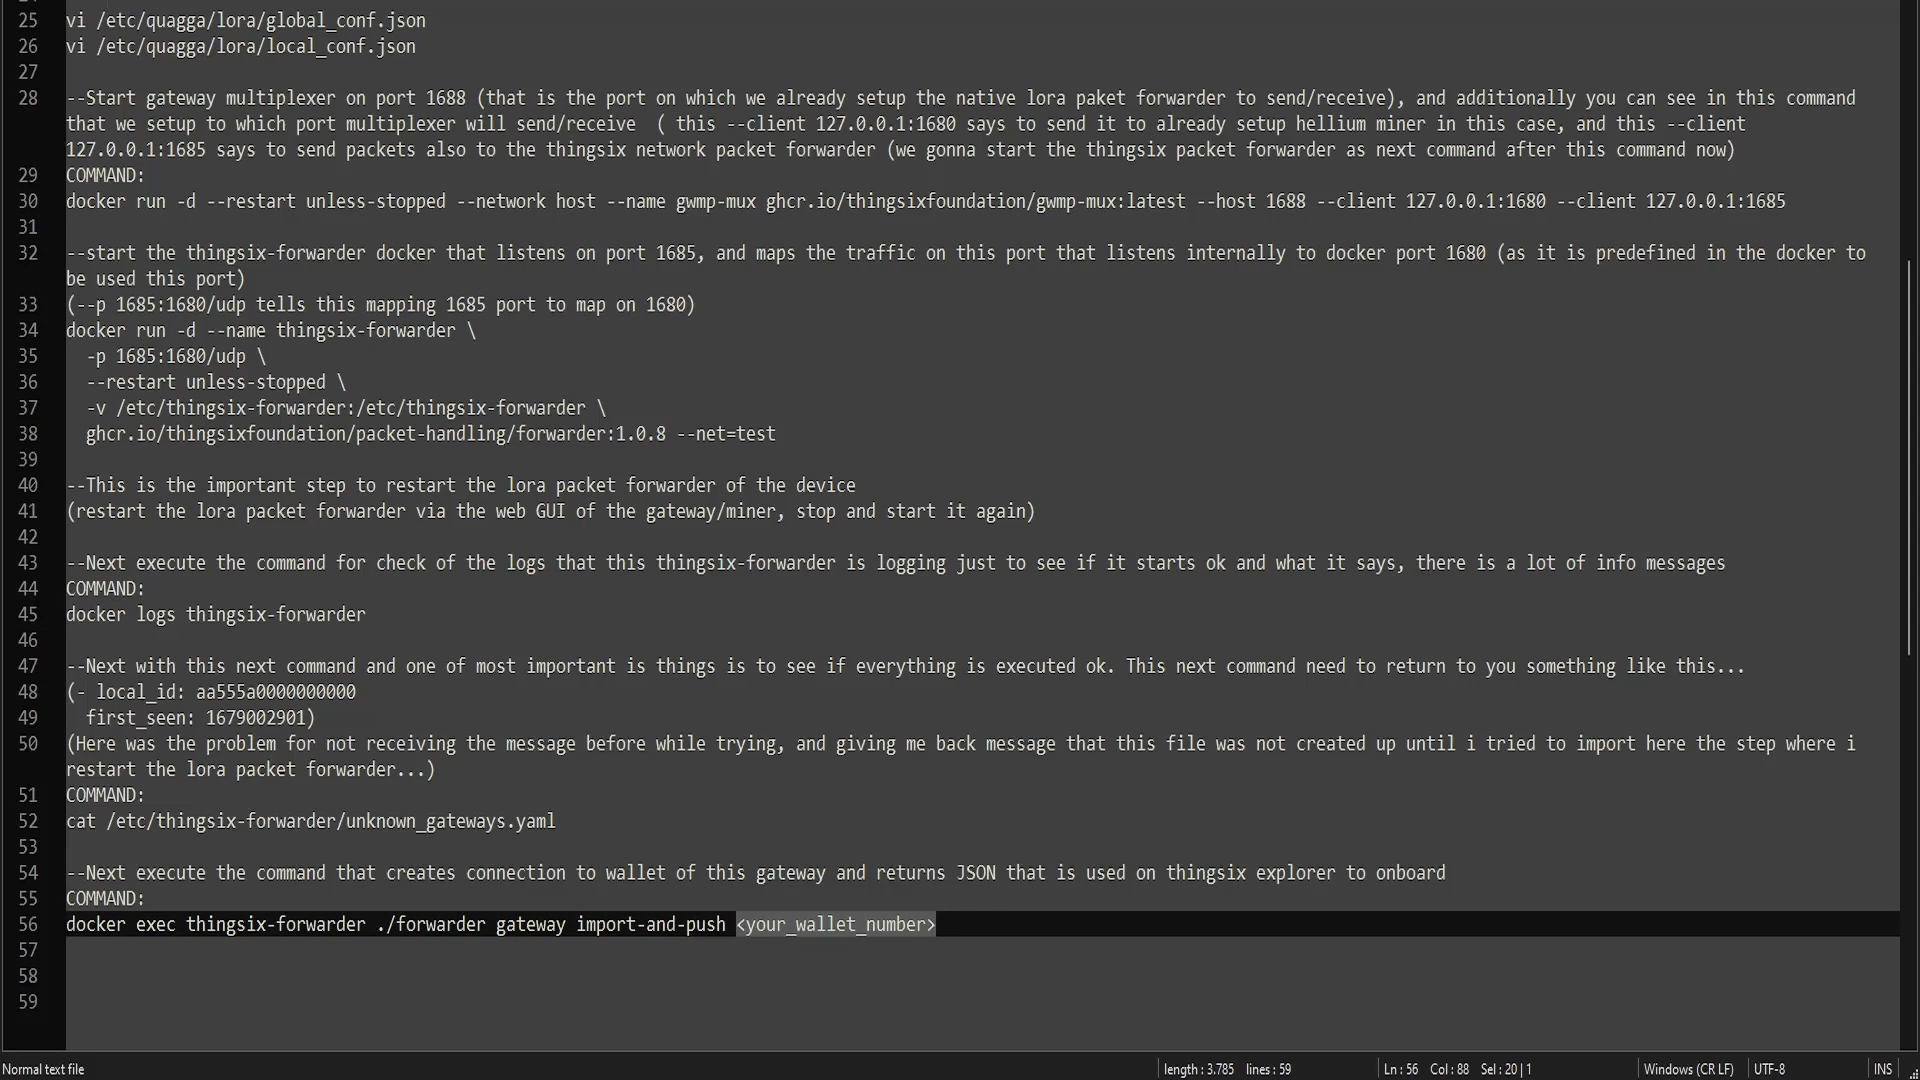 25 vi /etc/quagga/lora/global_conf.json
26 vi /etc/quagga/lora/local_conf.json
27
28 --Start gateway multiplexer on port 1688 (that is the port on which we already setup the native lora paket forwarder to send/receive), and additionally you can see in this command
that we setup to which port multiplexer will send/receive  ( this --client 127.0.0.1:1680 says to send it to already setup hellium miner in this case, and this --client
127.0.0.1:1685 says to send packets also to the thingsix network packet forwarder (we gonna start the thingsix packet forwarder as next command after this command now)
29 COMMAND:
30 docker run -d --restart unless-stopped --network host --name gwmp-mux ghcr.io/thingsixfoundation/gwmp-mux:latest --host 1688 --client 127.0.0.1:1680 --client 127.0.0.1:1685
31
32 --start the thingsix-forwarder docker that listens on port 1685, and maps the traffic on this port that listens internally to docker port 1680 (as it is predefined in the docker to
be used this port)
33 (--p 1685:1680/udp tells this mapping 1685 port to map on 1680)
34 docker run -d --name thingsix-forwarder \
35   -p 1685:1680/udp \
36   --restart unless-stopped \
37   -v /etc/thingsix-forwarder:/etc/thingsix-forwarder \
38   ghcr.io/thingsixfoundation/packet-handling/forwarder:1.0.8 --net=test
39
40 --This is the important step to restart the lora packet forwarder of the device
41 (restart the lora packet forwarder via the web GUI of the gateway/miner, stop and start it again)
42
43 --Next execute the command for check of the logs that this thingsix-forwarder is logging just to see if it starts ok and what it says, there is a lot of info messages
44 COMMAND:
45 docker logs thingsix-forwarder
46
47 --Next with this next command and one of most important is things is to see if everything is executed ok. This next command need to return to you something like this...
48 (- local_id: aa555a0000000000
49   first_seen: 1679002901)
50 (Here was the problem for not receiving the message before while trying, and giving me back message that this file was not created up until i tried to import here the step where i
restart the lora packet forwarder...)
51 COMMAND:
52 cat /etc/thingsix-forwarder/unknown_gateways.yaml
53
54 --Next execute the command that creates connection to wallet of this gateway and returns JSON that is used on thingsix explorer to onboard
55 COMMAND:
56 docker exec thingsix-forwarder ./forwarder gateway import-and-push <your_wallet_number>
57
58
59
Normal text file length : 3.785 lines : 59 Ln : 56 Col : 88 Sel : 20 | 1 Windows (CR LF) UTF-8 INS